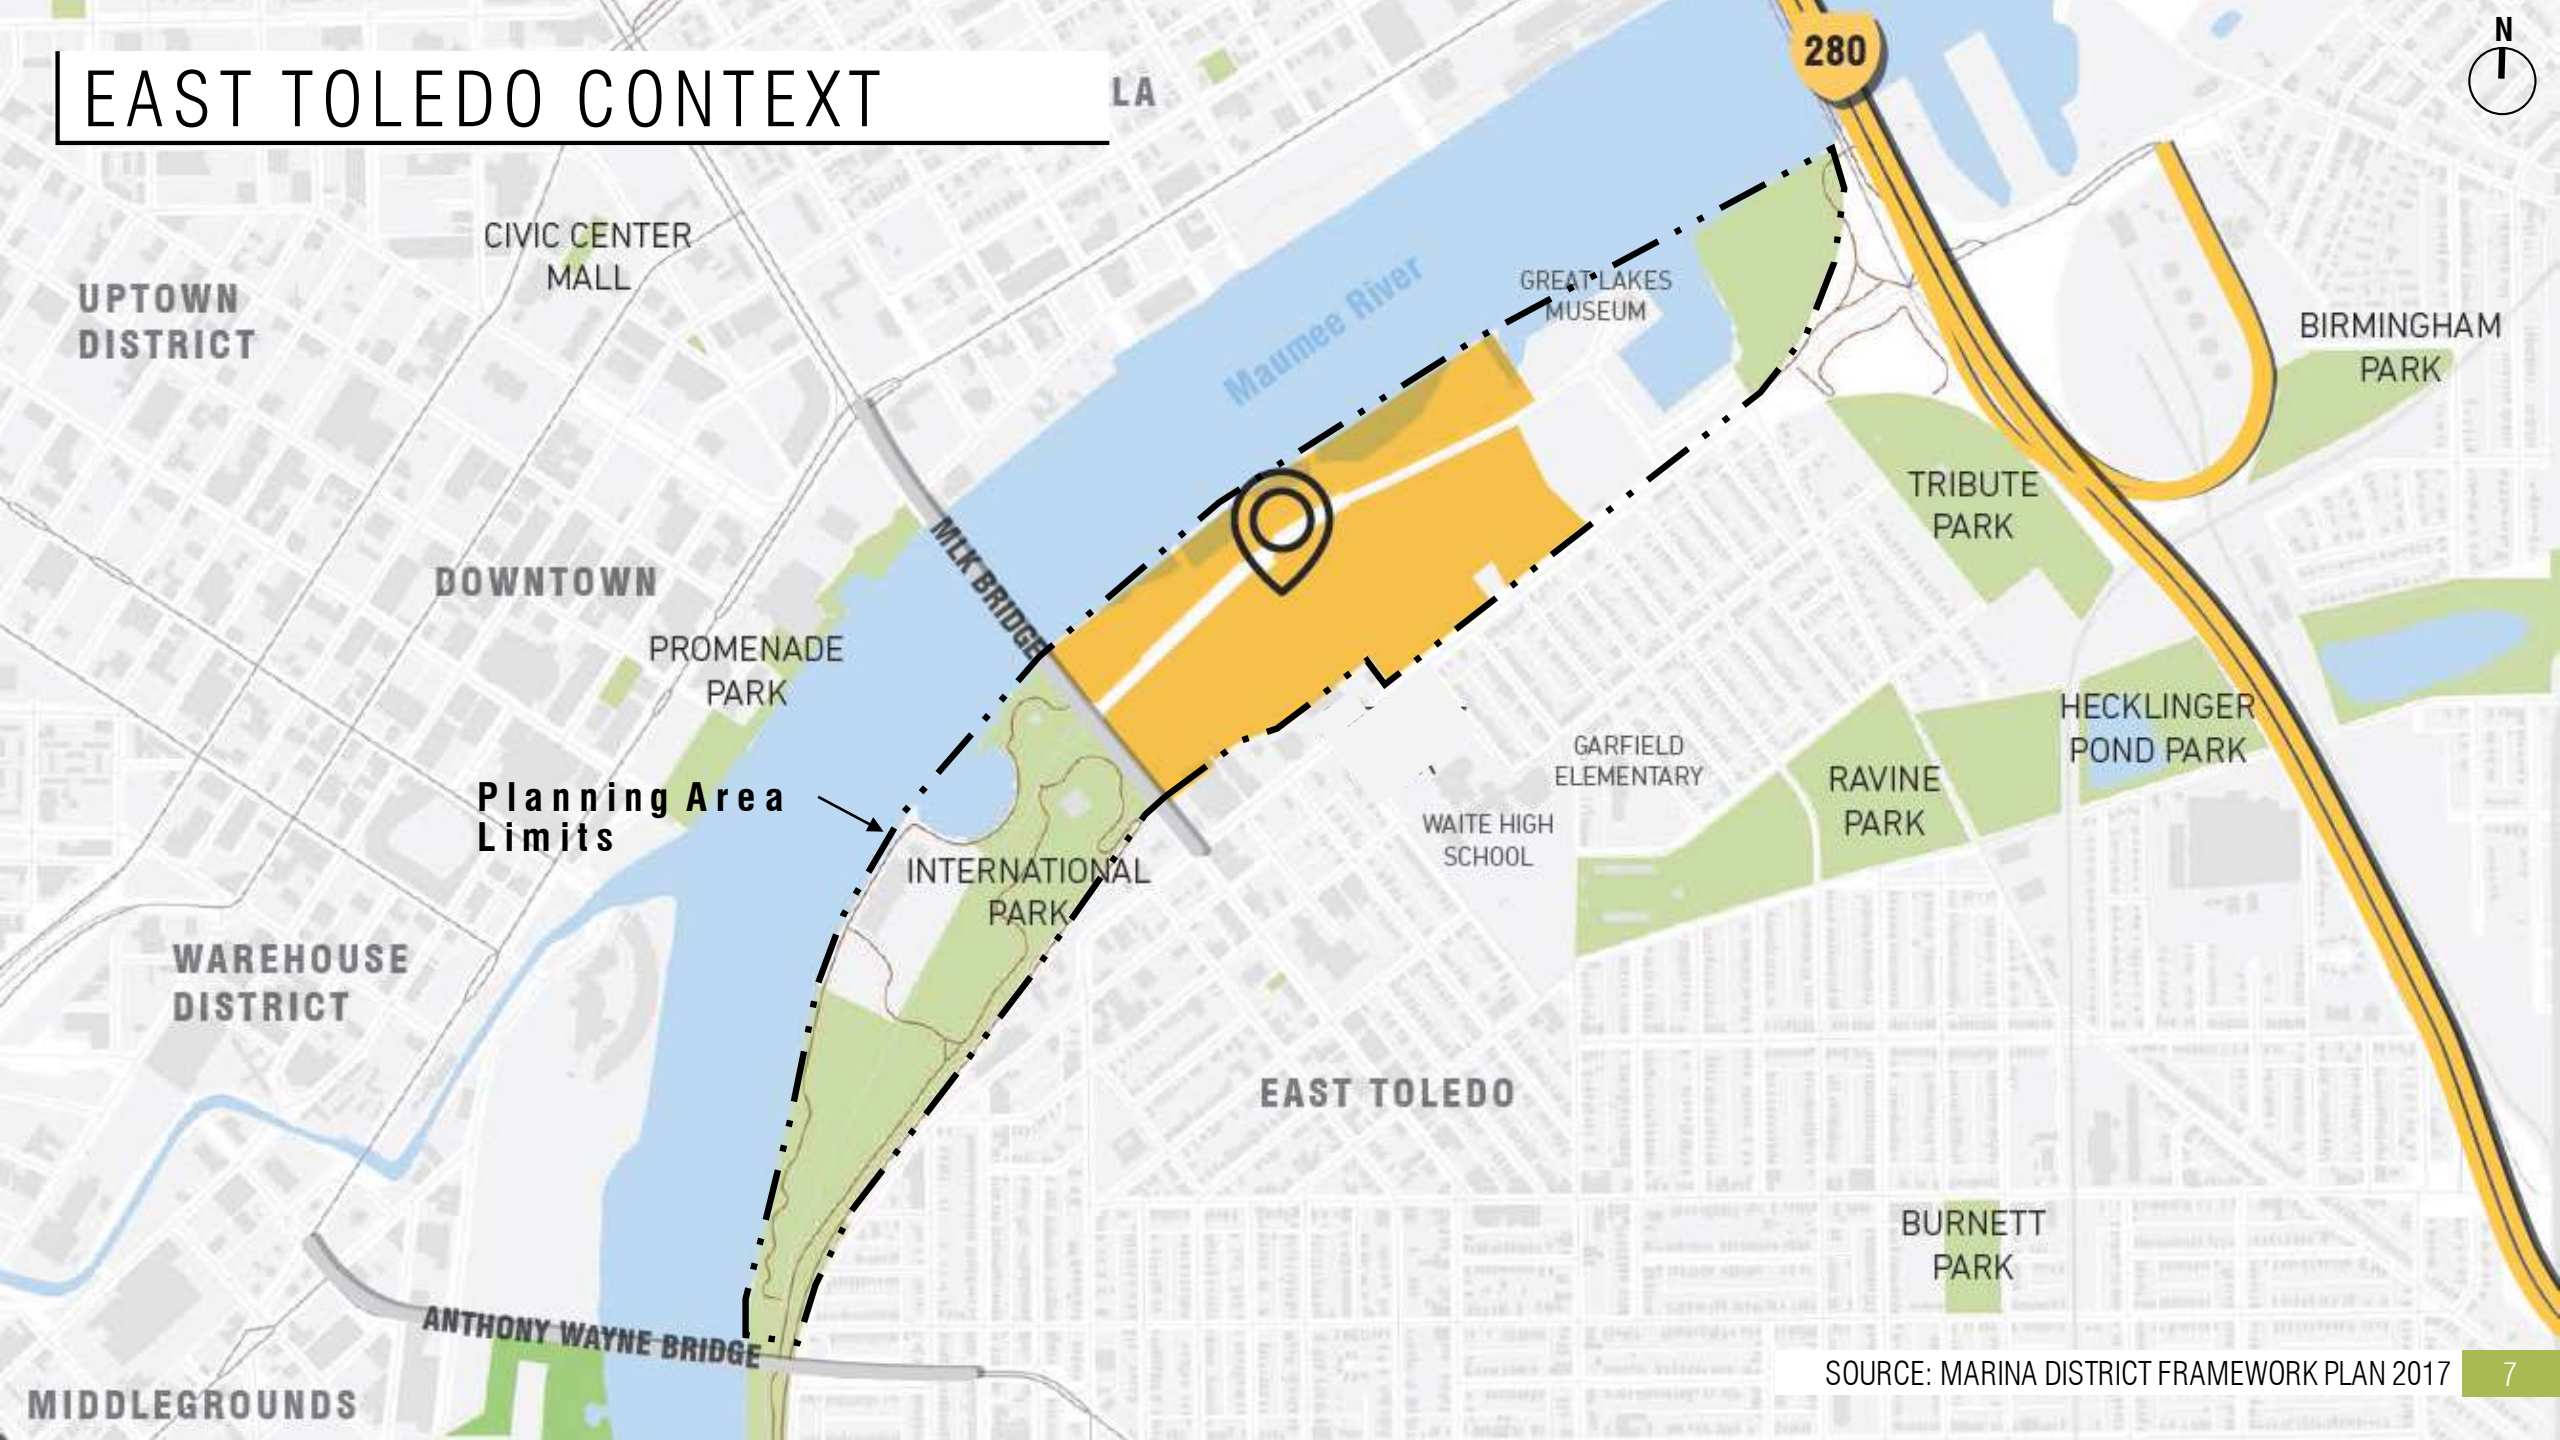 N
280
EAST TOLEDO CONTEXT
LA
CIVIC CENTER
MALL
UPTOWN
DISTRICT
Maumee River
GREAT LAKES
MUSEUM
BIRMINGHAM
PARK
TRIBUTE
PARK
MLK BRIDGE
DOWNTOWN
PROMENADE
PARK
HECKLINGER
POND PARK
GARFIELD
ELEMENTARY
RAVINE
PARK
Planning Area
Limits
WAITE HIGH
SCHOOL
INTERNATIONAL
PARK
WAREHOUSE
DISTRICT
EAST TOLEDO
BURNETT
PARK
ANTHONY WAYNE BRIDGE
MIDDLEGROUNDS
SOURCE: MARINA DISTRICT FRAMEWORK PLAN 2017
7